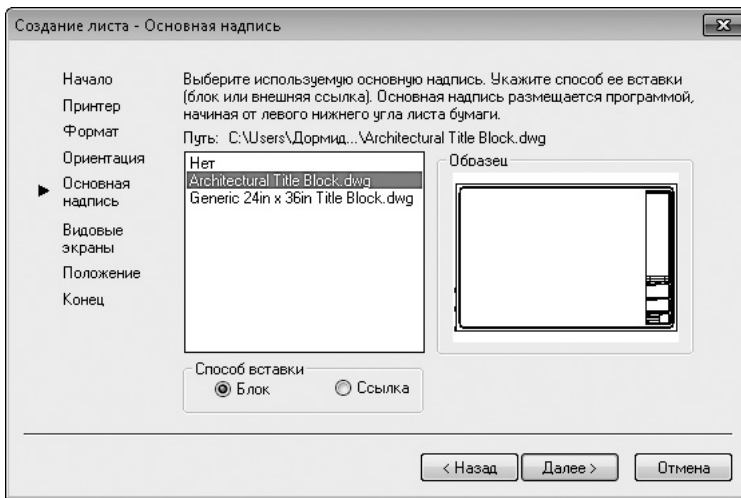 Создание листа - Основная надпись
Начало
Принтер
Формат
Ориентация
Основная
надпись
Видовые
экраны
Положение
Конец
Выберите используемую основную надпись. Укажите способ ее вставки
(блок или внешняя ссылка). Основная надпись размещается программой,
начиная от левого нижнего угла листа бумаги.
Путь: C:\Users\Дормид...\Architectural Title Block.dwg
Нет
Architectural Title Block.dwg
Generic 24in x 36in Title Block.dwg
Образец
Способ вставки
Блок
Ссылка
< Назад
Далее >
Отмена